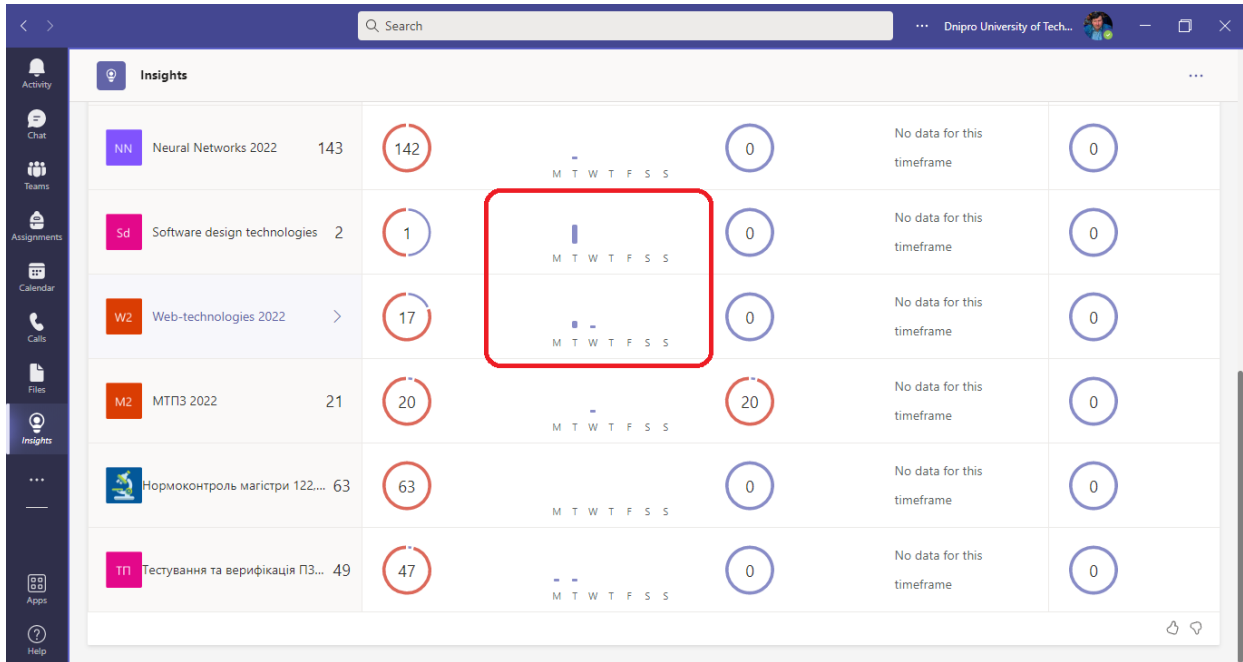 Search
Dnipro University of Tech...
Activity
Chat
Teams
Assignments
Calendar
Calls
Files
Insights
Apps
Help
Insights
NN Neural Networks 2022 143 142 M T W T F S S 0 No data for this timeframe 0
Sd Software design technologies 2 1 M T W T F S S 0 No data for this timeframe 0
W2 Web-technologies 2022 17 M T W T F S S 0 No data for this timeframe 0
M2 МТПЗ 2022 21 20 M T W T F S S 20 No data for this timeframe 0
Нормоконтроль магістри 122,... 63 63 M T W T F S S 0 No data for this timeframe 0
ТП Тестування та верифікація ПЗ... 49 47 M T W T F S S 0 No data for this timeframe 0